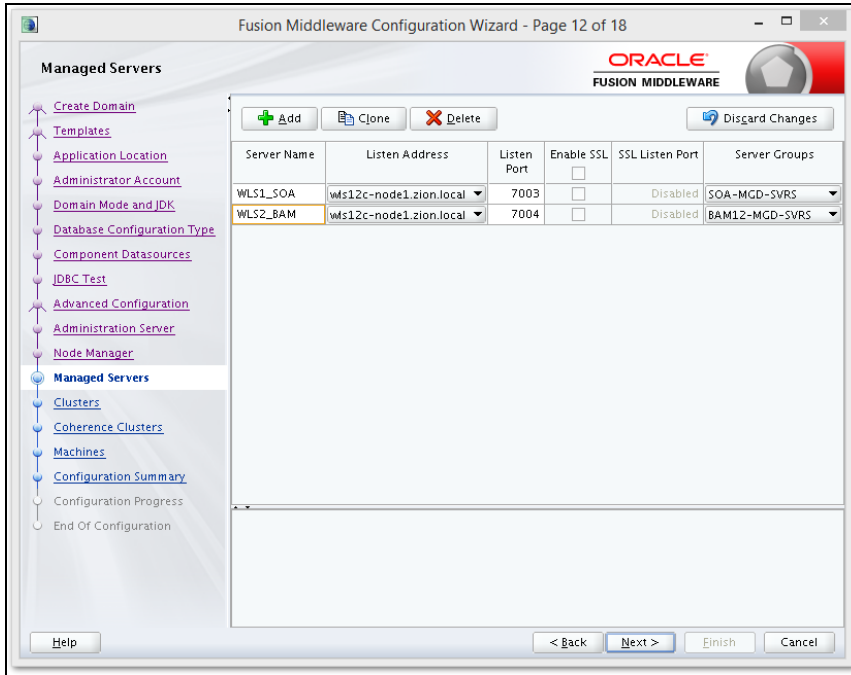 Fusion Middleware Configuration Wizard - Page 12 of 18
Managed Servers
ORACLE
FUSION MIDDLEWARE
Create Domain
Templates
Application Location
Administrator Account
Domain Mode and JDK
Database Configuration Type
Component Datasources
JDBC Test
Advanced Configuration
Administration Server
Node Manager
Managed Servers
Clusters
Coherence Clusters
Machines
Configuration Summary
Configuration Progress
End Of Configuration
Add Clone Delete Discard Changes
Server Name Listen Address Listen Port Enable SSL SSL Listen Port Server Groups
WLS1_SOA wls12c-node1.zion.local 7003 Disabled SOA-MGD-SVRS
WLS2_BAM wls12c-node1.zion.local 7004 Disabled BAM12-MGD-SVRS
Help < Back Next > Finish Cancel